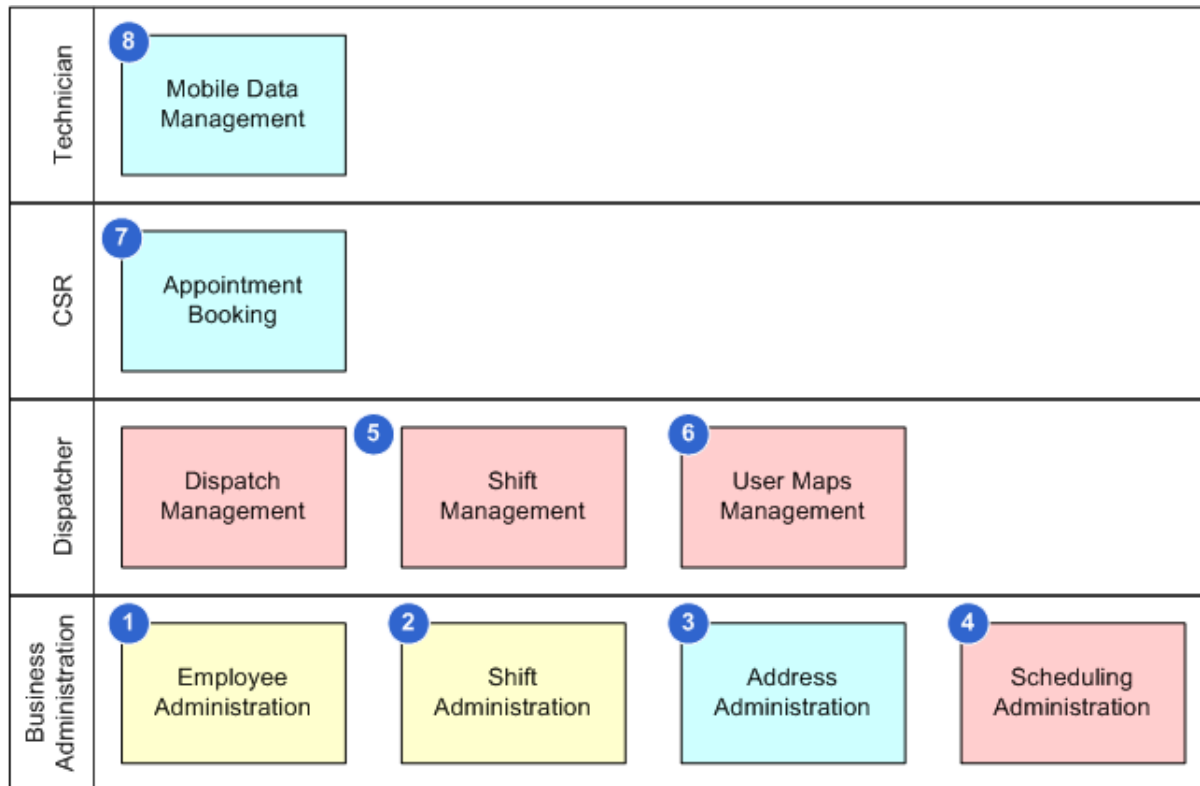 Technician
8
Mobile Data
Management
CSR
7
Appointment
Booking
Dispatcher
Dispatch
Management
5
Shift
Management
6
User Maps
Management
Business
Administration
1
Employee
Administration
2
Shift
Administration
3
Address
Administration
4
Scheduling
Administration